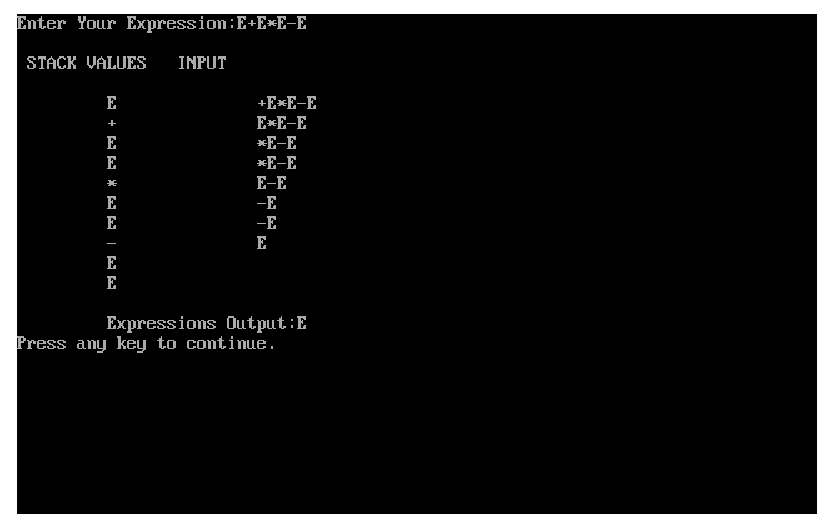 Enter Your Expression:E+E*E-E
STACK VALUES INPUT
E +E*E-E
+ E*E-E
E *E-E
E *E-E
* E-E
E -E
E -E
- E
E
E
Expressions Output:E
Press any key to continue.